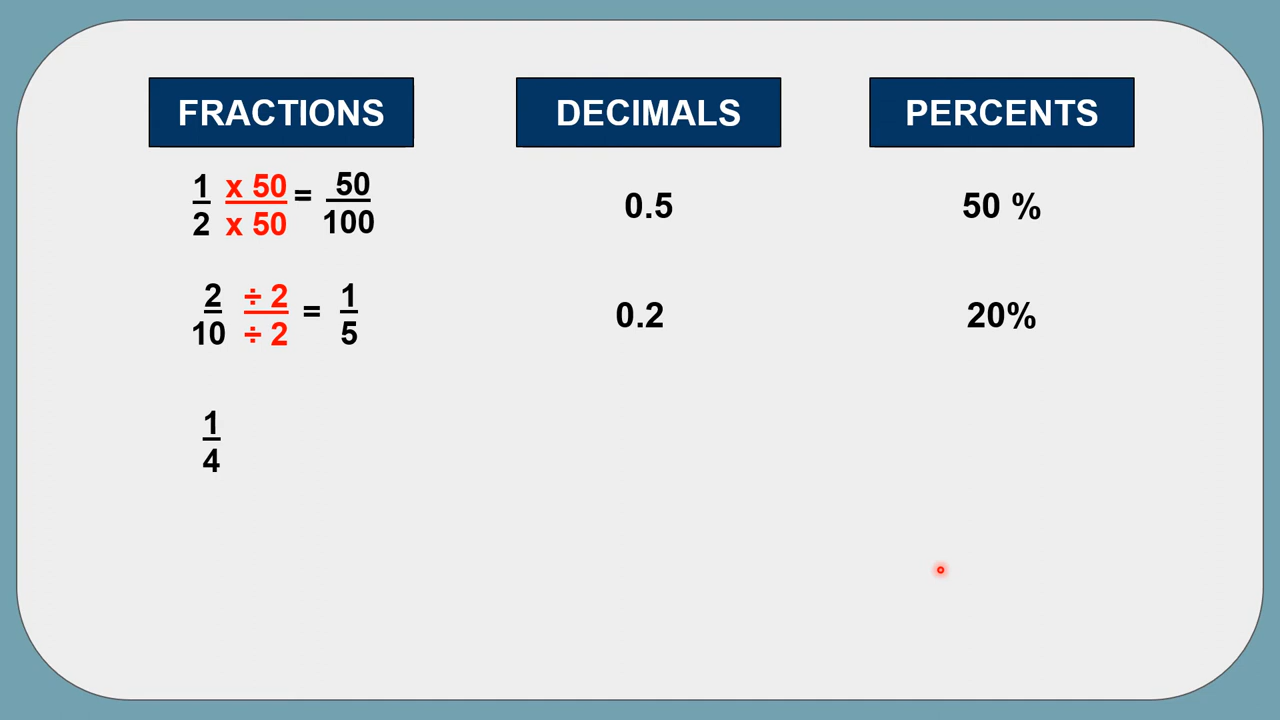 FRACTIONS DECIMALS PERCENTS
1 x 50 = 50
2 x 50 100
0.5 50 %
2 ÷ 2 = 1
10 ÷ 2 5
0.2 20%
1
4